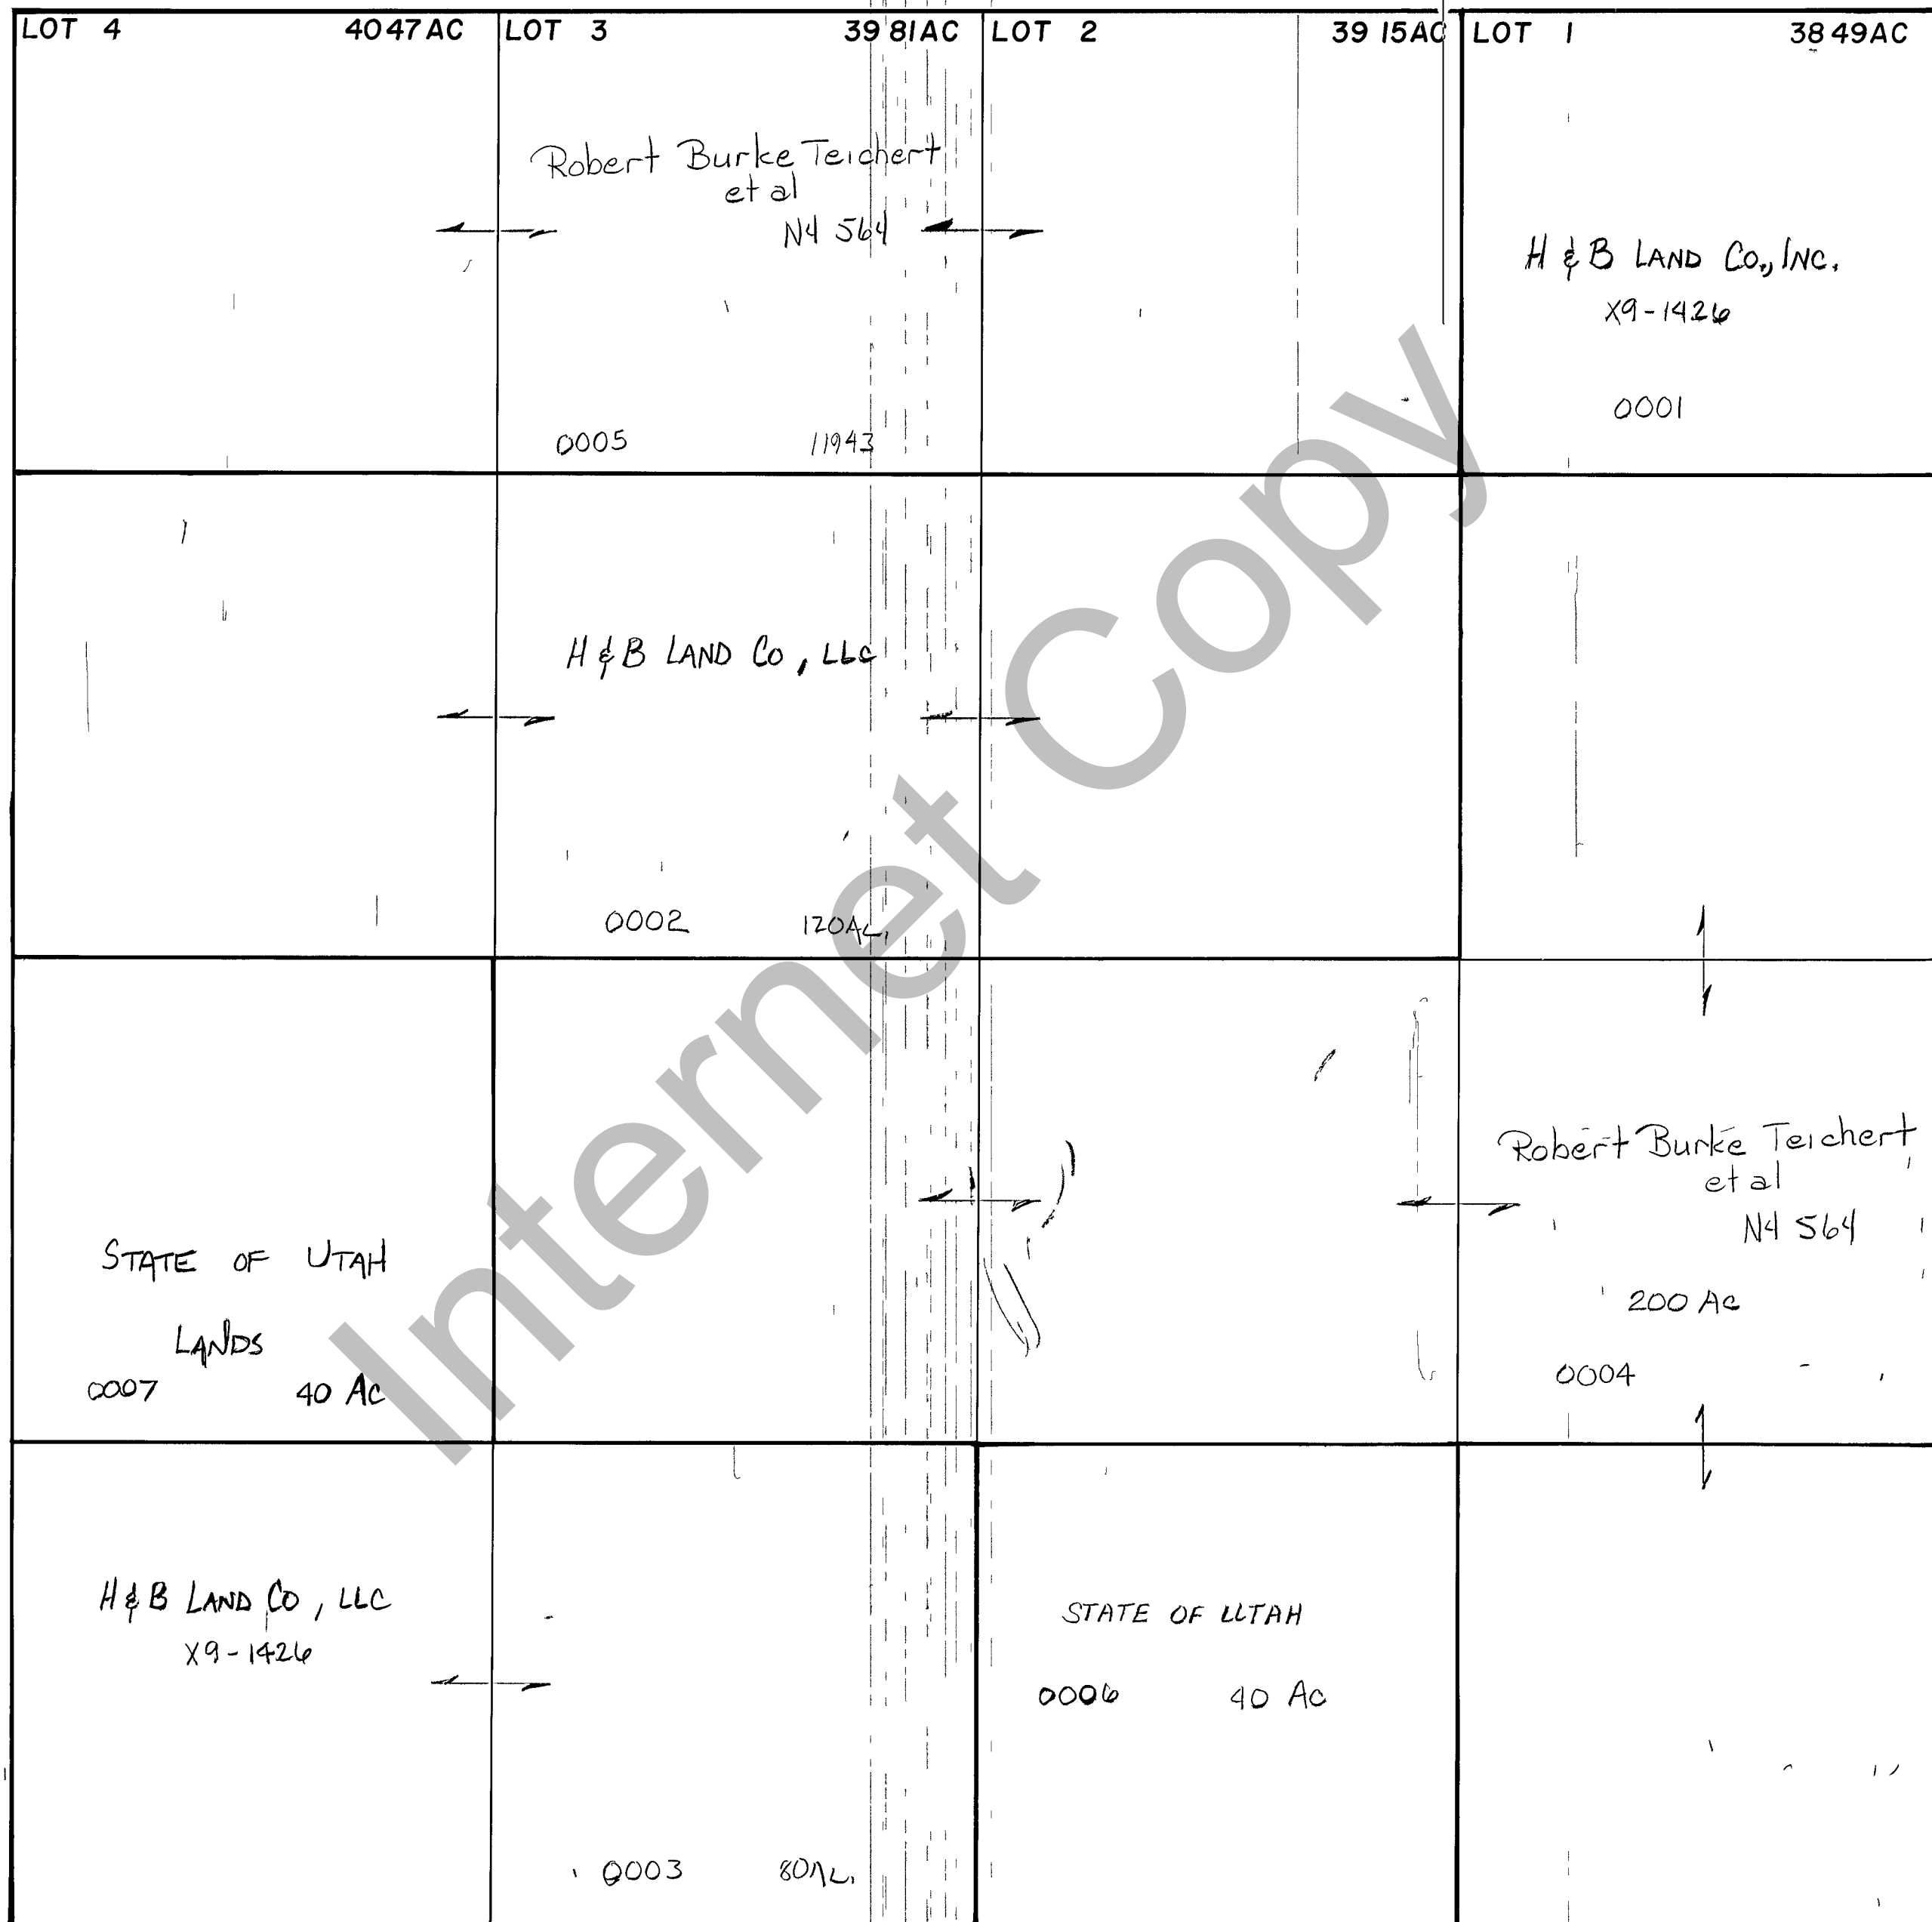 LOT 4 40 47 AC LOT 3 39 81 AC LOT 2 39 15 AC LOT 1 38 49 AC
Robert Burke Teichert
et al
N4 564
0005 11943
H & B LAND CO., INC.
X9-1426
0001
H & B LAND CO, LLC
0002 120 AC.
STATE OF UTAH
LANDS
0007 40 AC
Robert Burke Teichert
et al
N4 564
200 AC
0004
H & B LAND CO, LLC
X9-1426
0003 80 AC.
STATE OF UTAH
0006 40 AC
Internet Copy